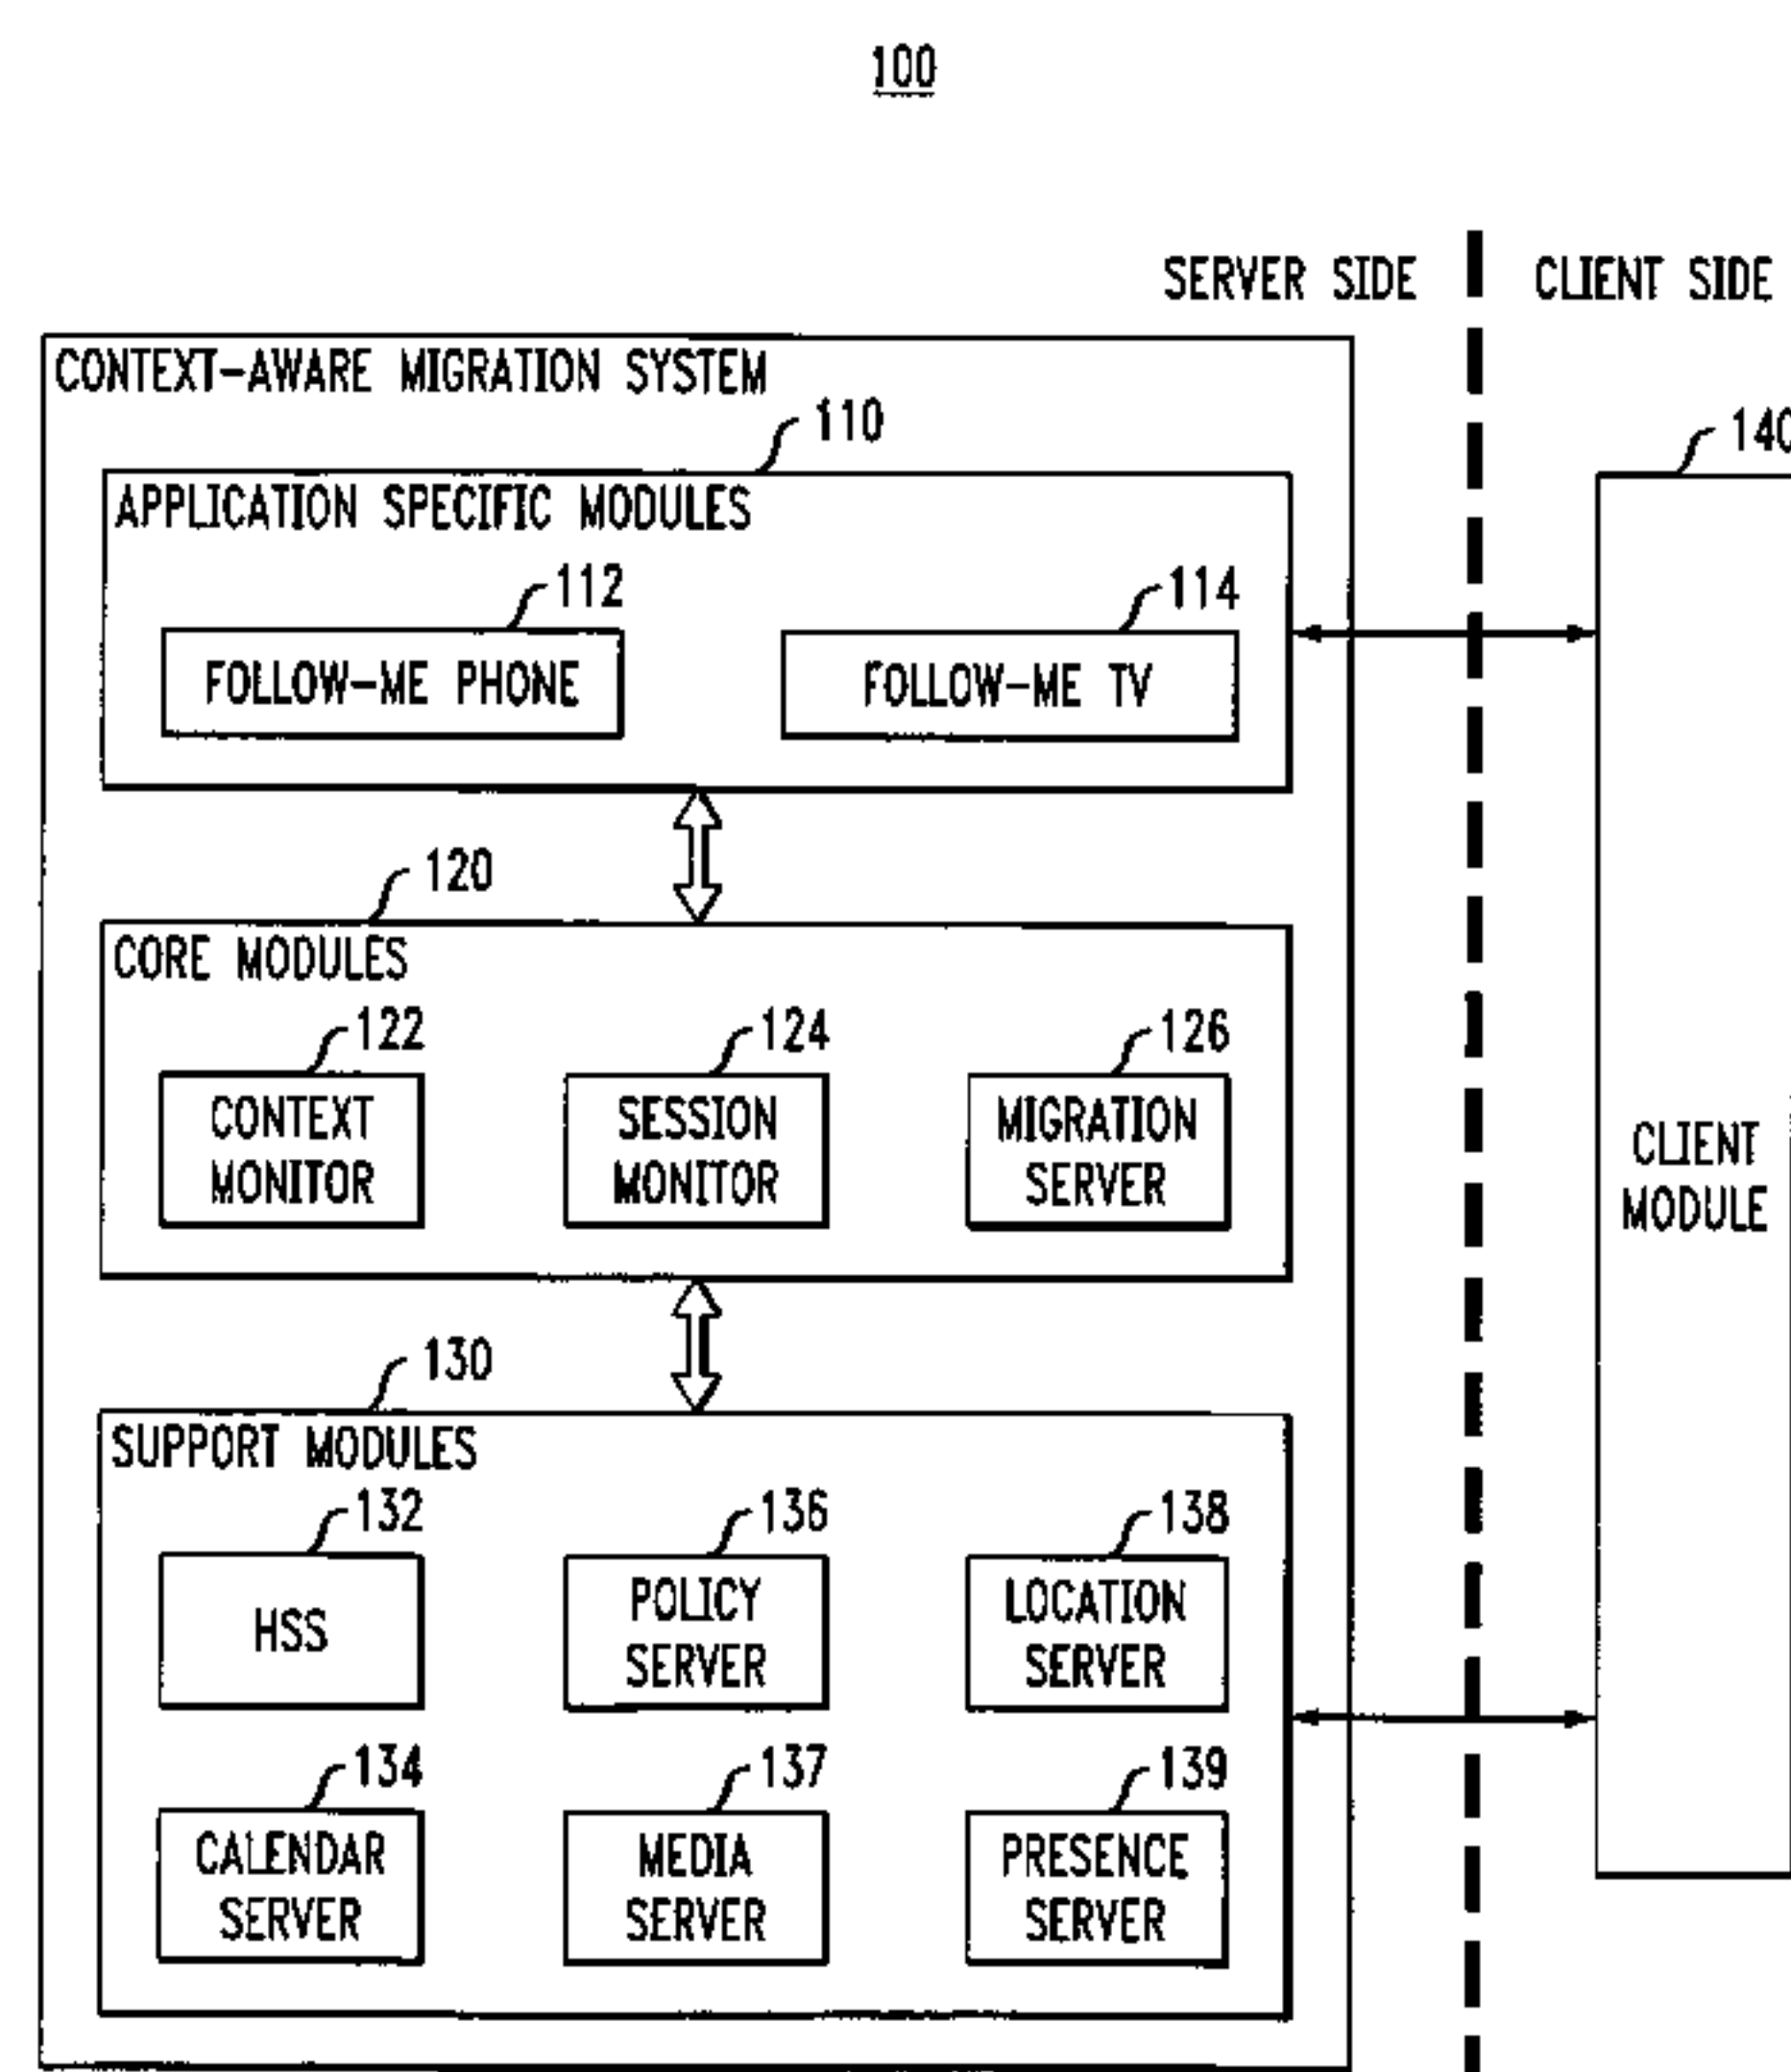 100
SERVER SIDE
CLIENT SIDE
CONTEXT-AWARE MIGRATION SYSTEM
110
140
APPLICATION SPECIFIC MODULES
112
114
FOLLOW-ME PHONE
FOLLOW-ME TV
120
CORE MODULES
122
124
126
CONTEXT
MONITOR
SESSION
MONITOR
MIGRATION
SERVER
CLIENT
MODULE
130
SUPPORT MODULES
132
136
138
HSS
POLICY
SERVER
LOCATION
SERVER
134
137
139
CALENDAR
SERVER
MEDIA
SERVER
PRESENCE
SERVER